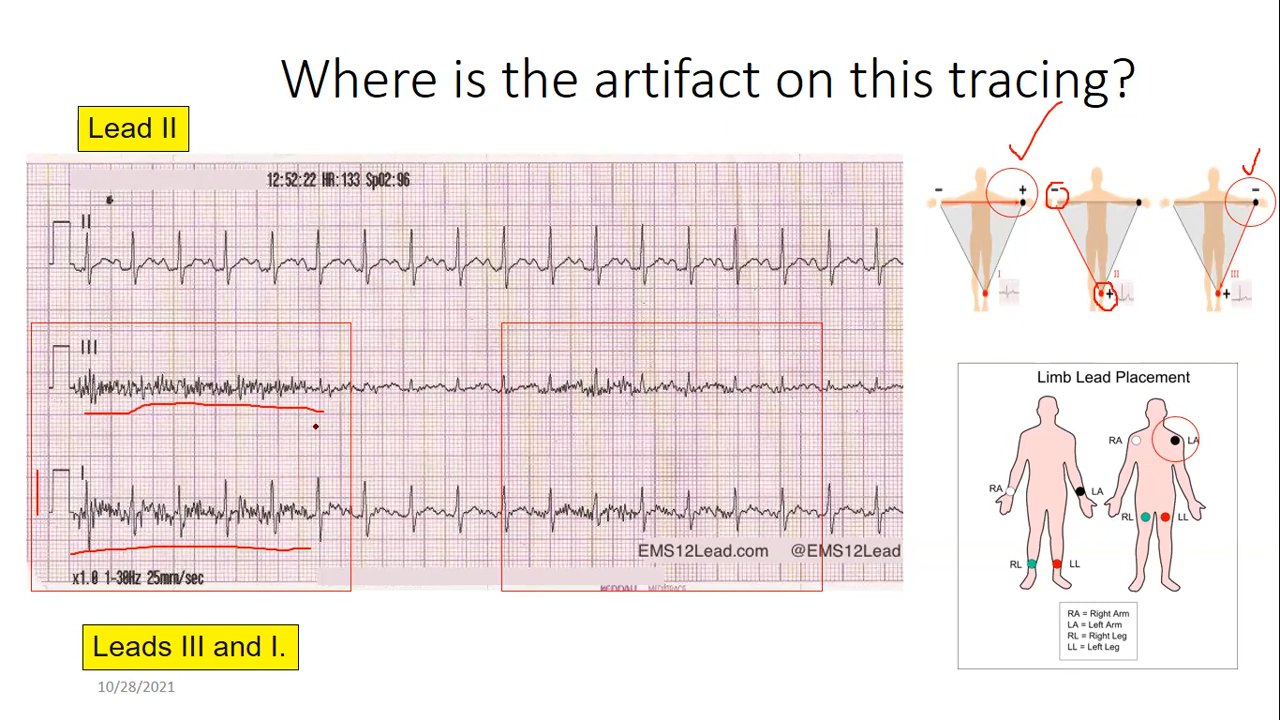 Where is the artifact on this tracing?
Lead II
12:52:22 HR:133 SpO2:96
II
III
I
EMS12Lead.com @EMS12Lead
x1.0 1-30Hz 25mm/sec
Leads III and I.
10/28/2021
- + - -
I II III
+ +
Limb Lead Placement
RA LA
RA LA
RL LL
RL LL
RA = Right Arm
LA = Left Arm
RL = Right Leg
LL = Left Leg